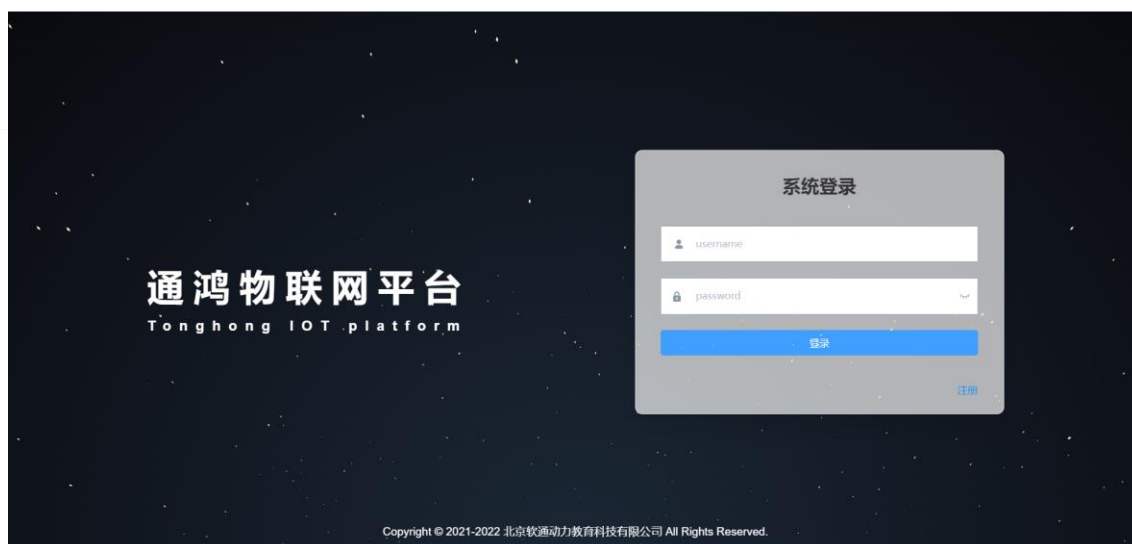 通鸿物联网平台
Tonghong IOT platform
系统登录
username
password
登录
注册
Copyright © 2021-2022 北京软通动力教育科技有限公司 All Rights Reserved.